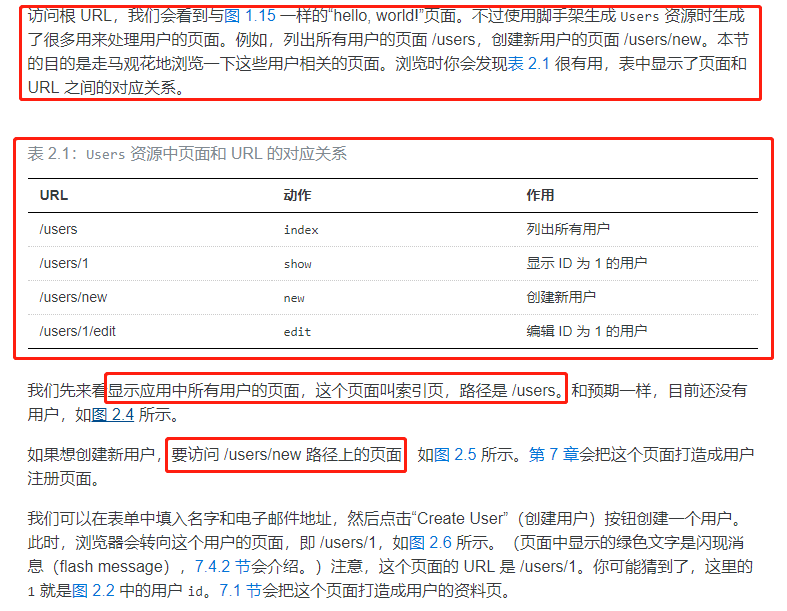 访问根 URL，我们会看到与图 1.15 一样的“hello, world!”页面。不过使用脚手架生成 Users 资源时生成
了很多用来处理用户的页面。例如，列出所有用户的页面 /users，创建新用户的页面 /users/new。本节
的目的是走马观花地浏览一下这些用户相关的页面。浏览时你会发现表 2.1 很有用，表中显示了页面和
URL 之间的对应关系。
表 2.1：Users 资源中页面和 URL 的对应关系
URL 动作 作用
/users index 列出所有用户
/users/1 show 显示 ID 为 1 的用户
/users/new new 创建新用户
/users/1/edit edit 编辑 ID 为 1 的用户
我们先来看显示应用中所有用户的页面，这个页面叫索引页，路径是 /users。和预期一样，目前还没有
用户，如图 2.4 所示。
如果想创建新用户，要访问 /users/new 路径上的页面 如图 2.5 所示。第 7 章会把这个页面打造成用户
注册页面。
我们可以在表单中填入名字和电子邮件地址，然后点击“Create User”（创建用户）按钮创建一个用户。
此时，浏览器会转向这个用户的页面，即 /users/1，如图 2.6 所示。（页面中显示的绿色文字是闪现消
息（flash message），7.4.2 节会介绍。）注意，这个页面的 URL 是 /users/1。你可能猜到了，这里的
1 就是图 2.2 中的用户 id。7.1 节会把这个页面打造成用户的资料页。